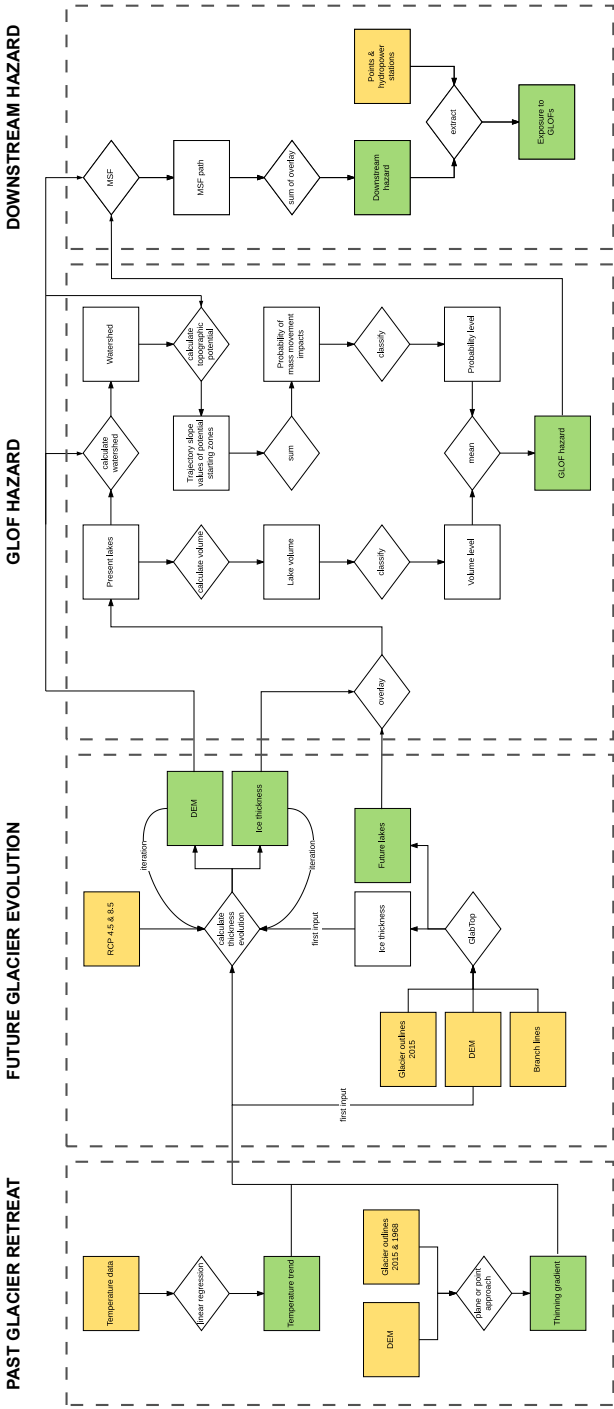 PAST GLACIER RETREAT
Temperature data
linear regression
Temperature trend
DEM
Glacier outlines
2015 & 1968
plane or point
approach
Thinning gradient
FUTURE GLACIER EVOLUTION
RCP 4.5 & 8.5
calculate
thickness
evolution
iteration
DEM
Ice thickness
iteration
first input
first input
Ice thickness
Future lakes
Glacier outlines
2015
DEM
Branch lines
GlabTop
GLOF HAZARD
overlay
Present lakes
calculate volume
Lake volume
classify
Volume level
calculate
watershed
Watershed
calculate
topographic
potential
Trajectory slope
values of potential
starting zones
sum
Probability of
mass movement
impacts
classify
Probability level
mean
GLOF hazard
DOWNSTREAM HAZARD
MSF
MSF path
sum of overlay
Downstream
hazard
Points &
hydropower
stations
extract
Exposure to
GLOFs